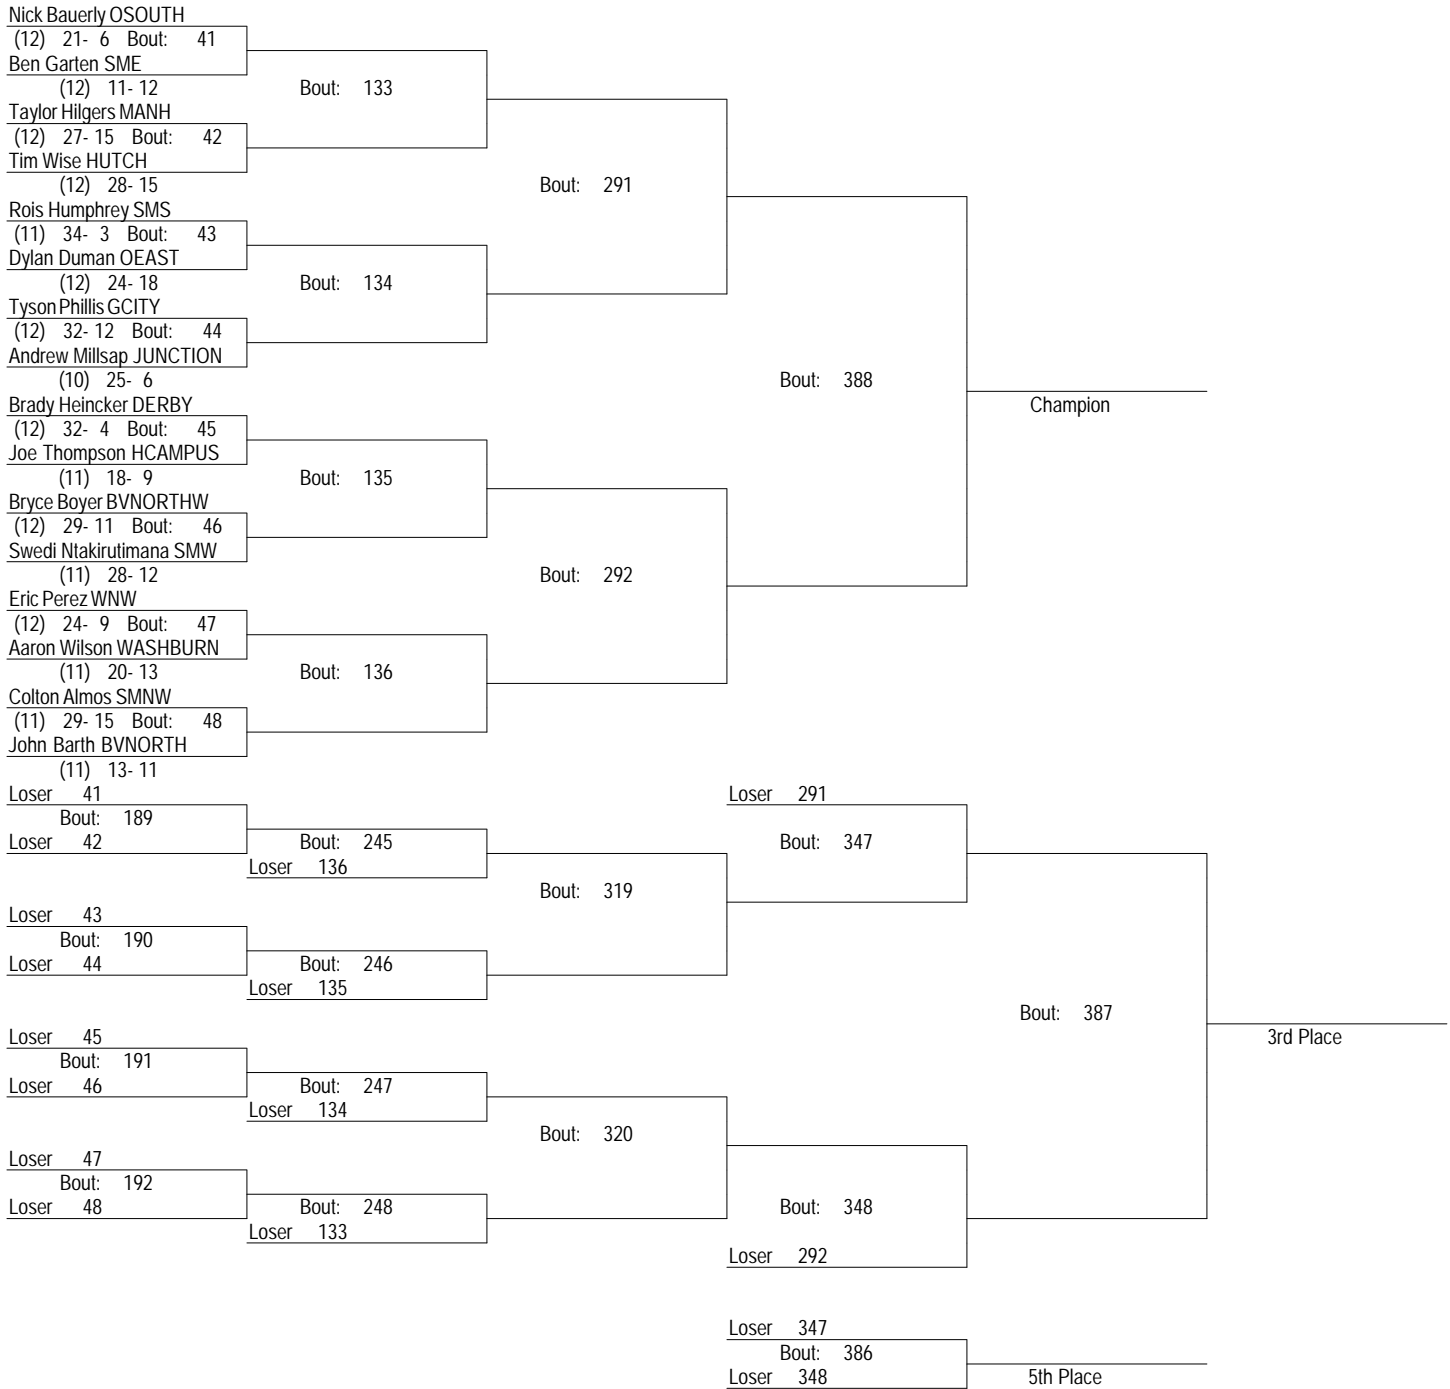 Nick Bauerly OSOUTH
(12) 21- 6 Bout: 41
Ben Garten SME
(12) 11- 12
Bout: 133
Taylor Hilgers MANH
(12) 27- 15 Bout: 42
Tim Wise HUTCH
(12) 28- 15
Bout: 291
Rois Humphrey SMS
(11) 34- 3 Bout: 43
Dylan Duman OEAST
(12) 24- 18
Bout: 134
Tyson Phillis GCITY
(12) 32- 12 Bout: 44
Andrew Millsap JUNCTION
(10) 25- 6
Bout: 388
Champion
Brady Heincker DERBY
(12) 32- 4 Bout: 45
Joe Thompson HCAMPUS
(11) 18- 9
Bout: 135
Bryce Boyer BVNORTHW
(12) 29- 11 Bout: 46
Swedi Ntakirutimana SMW
(11) 28- 12
Bout: 292
Eric Perez WNW
(12) 24- 9 Bout: 47
Aaron Wilson WASHBURN
(11) 20- 13
Bout: 136
Colton Almos SMNW
(11) 29- 15 Bout: 48
John Barth BVNORTH
(11) 13- 11
Loser 41
Loser 291
Bout: 189
Loser 42
Bout: 245
Bout: 347
Loser 136
Bout: 319
Loser 43
Bout: 190
Loser 44
Bout: 246
Loser 135
Bout: 387
Loser 45
3rd Place
Bout: 191
Loser 46
Bout: 247
Loser 134
Bout: 320
Loser 47
Bout: 192
Loser 48
Bout: 248
Bout: 348
Loser 133
Loser 292
Loser 347
Bout: 386
Loser 348
5th Place